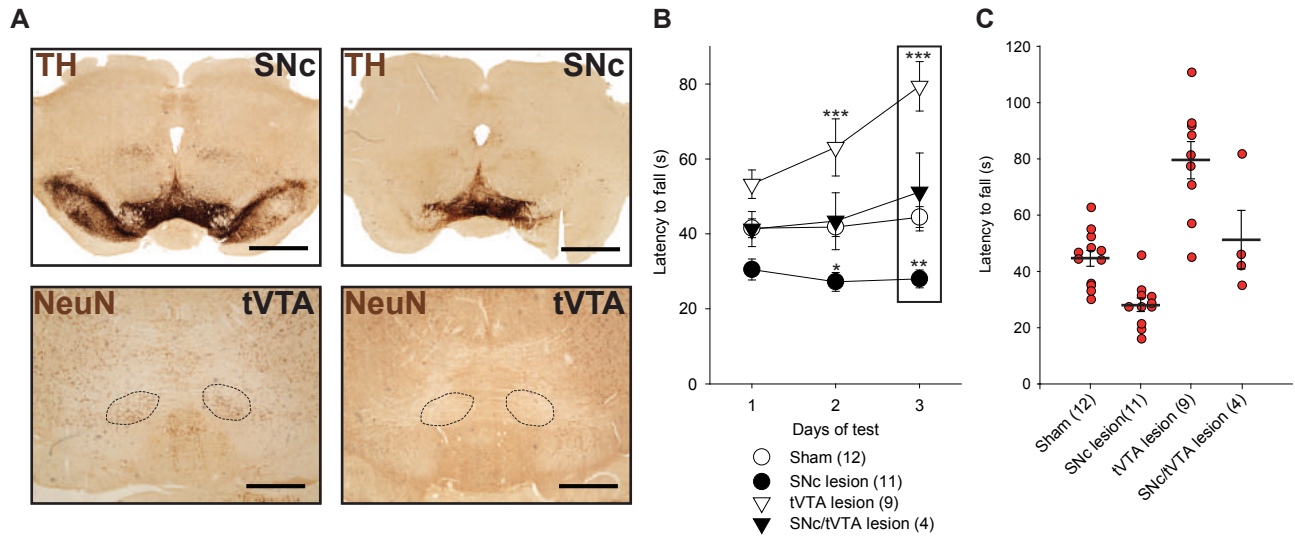 A
TH SNc
TH SNc
NeuN tVTA
NeuN tVTA
B
Latency to fall (s)
80
60
40
20
0
***
***
*
**
1 2 3
Days of test
Sham (12)
SNc lesion (11)
tVTA lesion (9)
SNc/tVTA lesion (4)
C
Latency to fall (s)
120
100
80
60
40
20
0
Sham (12)
SNc lesion(11)
tVTA lesion (9)
SNc/tVTA lesion (4)